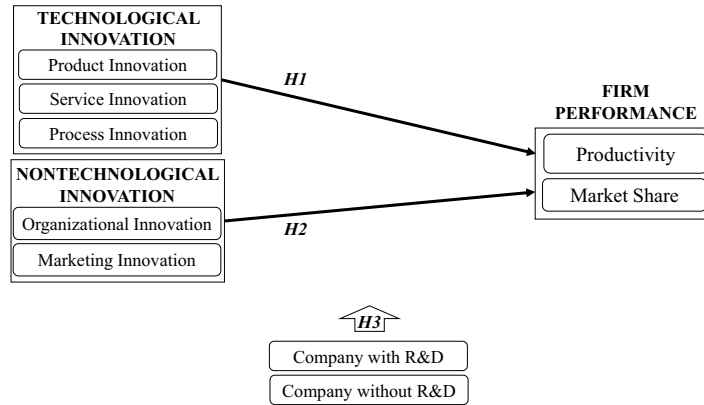 TECHNOLOGICAL
INNOVATION
Product Innovation
Service Innovation
Process Innovation
H1
FIRM
PERFORMANCE
Productivity
Market Share
NONTECHNOLOGICAL
INNOVATION
Organizational Innovation
Marketing Innovation
H2
H3
Company with R&D
Company without R&D